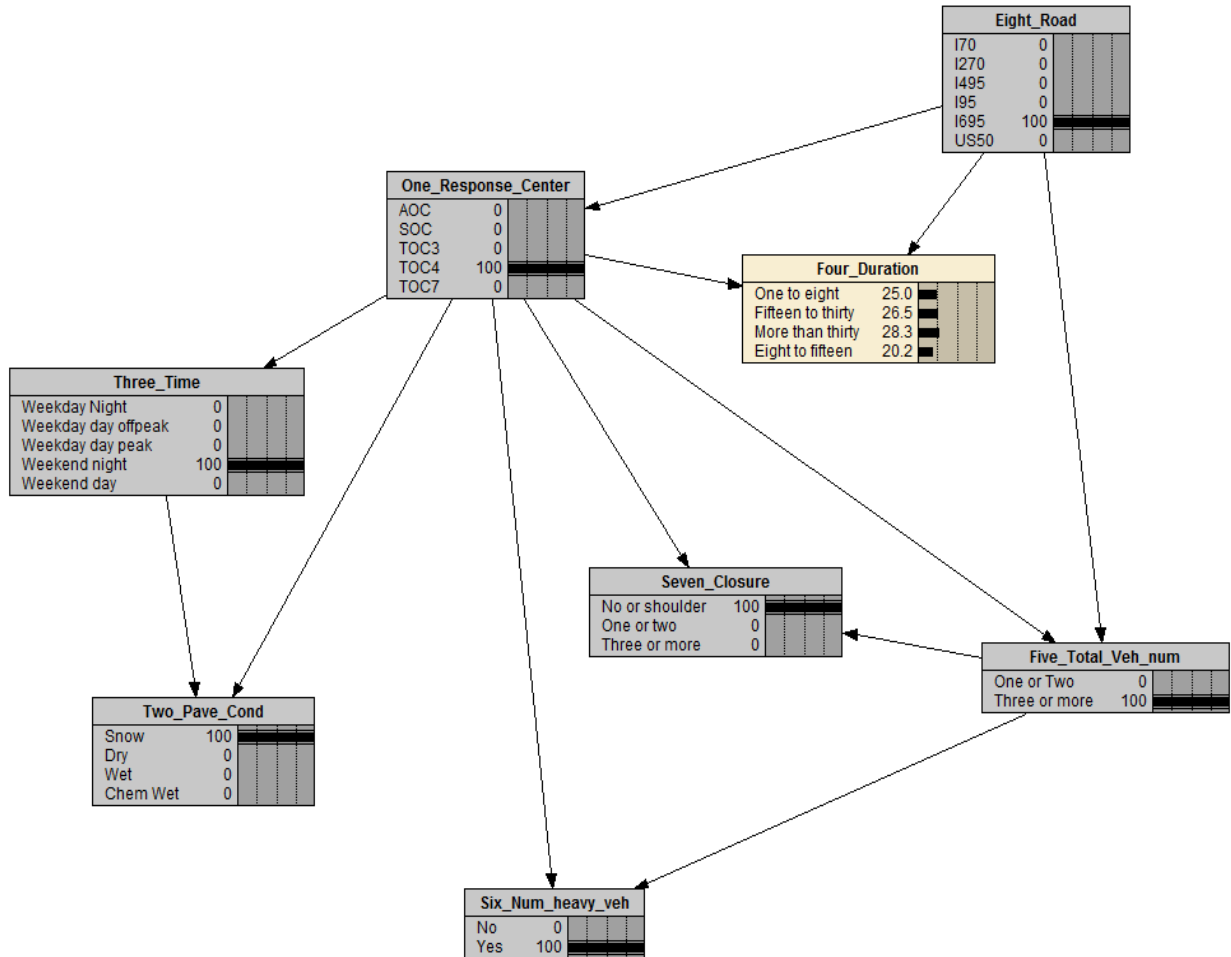 Eight_Road
I70 0
I270 0
I495 0
I95 0
I695 100
US50 0
One_Response_Center
AOC 0
SOC 0
TOC3 0
TOC4 100
TOC7 0
Four_Duration
One to eight 25.0
Fifteen to thirty 26.5
More than thirty 28.3
Eight to fifteen 20.2
Three_Time
Weekday Night 0
Weekday day offpeak 0
Weekday day peak 0
Weekend night 100
Weekend day 0
Seven_Closure
No or shoulder 100
One or two 0
Three or more 0
Five_Total_Veh_num
One or Two 0
Three or more 100
Two_Pave_Cond
Snow 100
Dry 0
Wet 0
Chem Wet 0
Six_Num_heavy_veh
No 0
Yes 100